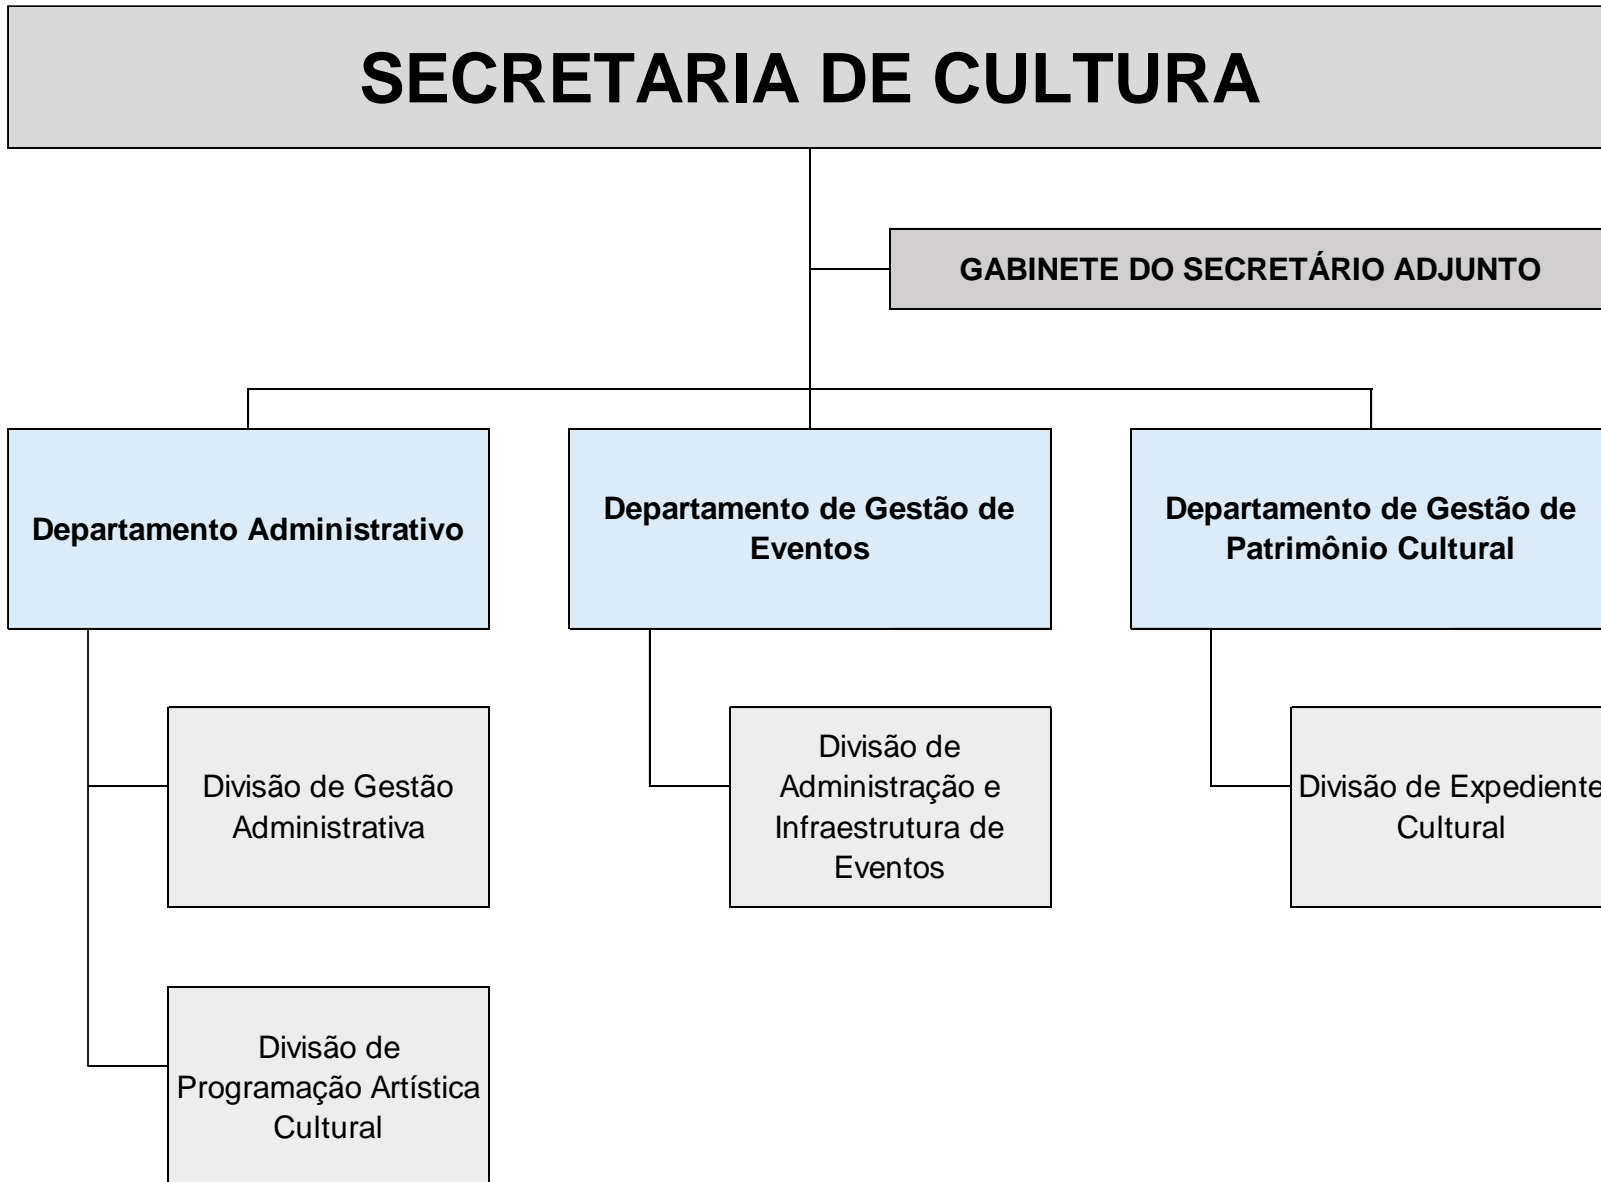 SECRETARIA DE CULTURA
GABINETE DO SECRETÁRIO ADJUNTO
Departamento Administrativo
Departamento de Gestão de
Eventos
Departamento de Gestão de
Patrimônio Cultural
Divisão de Gestão
Administrativa
Divisão de
Administração e
Infraestrutura de
Eventos
Divisão de Expediente
Cultural
Divisão de
Programação Artística
Cultural